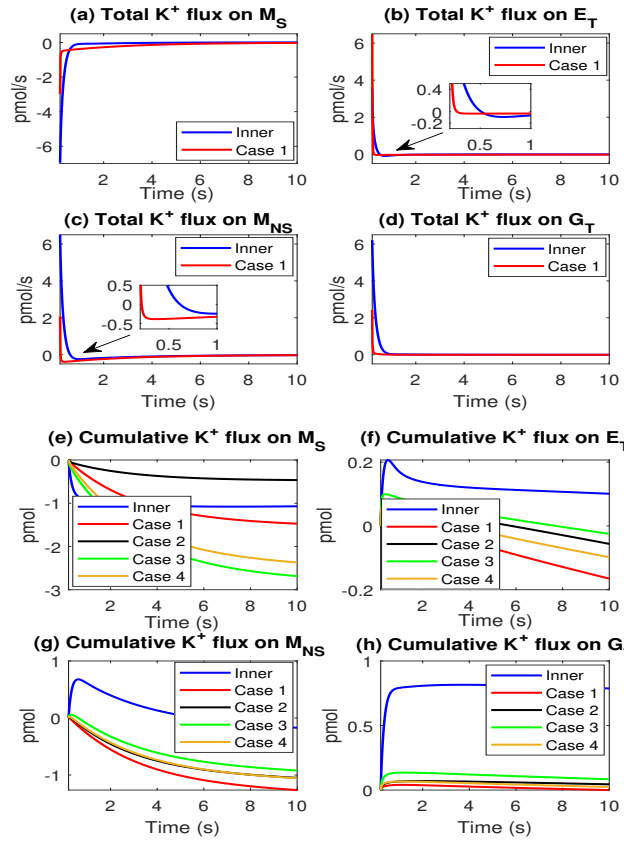 (a) Total K+ flux on MS
(b) Total K+ flux on ET
pmol/s
0
-2
-4
-6
Inner
Case 1
2 4 6 8 10
Time (s)
pmol/s
6
4
2
0
0.4
0
-0.2
0.5 1
Inner
Case 1
2 4 6 8 10
Time (s)
(c) Total K+ flux on MNS
(d) Total K+ flux on GT
pmol/s
6
4
2
0
0.5
0
-0.5
0.5 1
Inner
Case 1
2 4 6 8 10
Time (s)
pmol/s
6
4
2
0
Inner
Case 1
2 4 6 8 10
Time (s)
(e) Cumulative K+ flux on MS
(f) Cumulative K+ flux on ET
pmol
0
-1
-2
-3
Inner
Case 1
Case 2
Case 3
Case 4
2 4 6 8 10
Time (s)
pmol
0.2
0
-0.2
Inner
Case 1
Case 2
Case 3
Case 4
2 4 6 8 10
Time (s)
(g) Cumulative K+ flux on MNS
(h) Cumulative K+ flux on G
pmol
1
0
-1
Inner
Case 1
Case 2
Case 3
Case 4
2 4 6 8 10
Time (s)
pmol
1
0.5
0
Inner
Case 1
Case 2
Case 3
Case 4
2 4 6 8 10
Time (s)